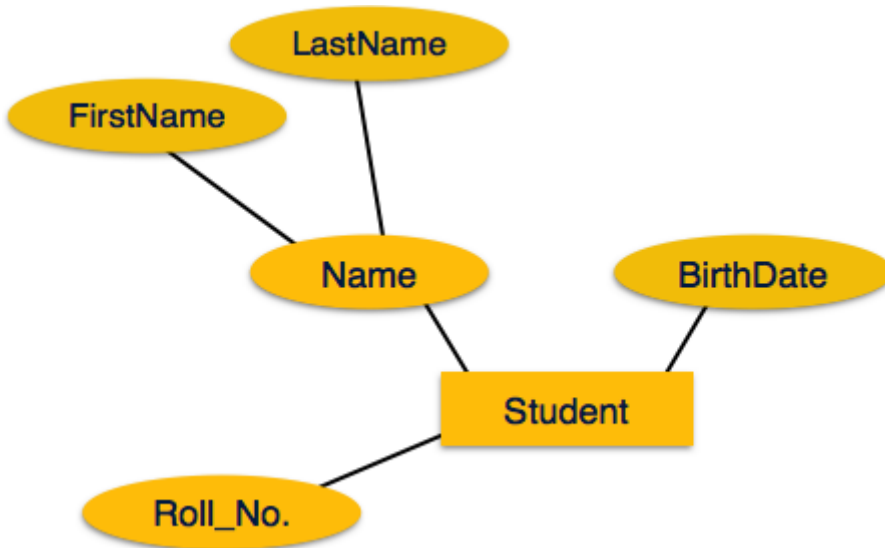 LastName
FirstName
Name
BirthDate
Student
Roll_No.